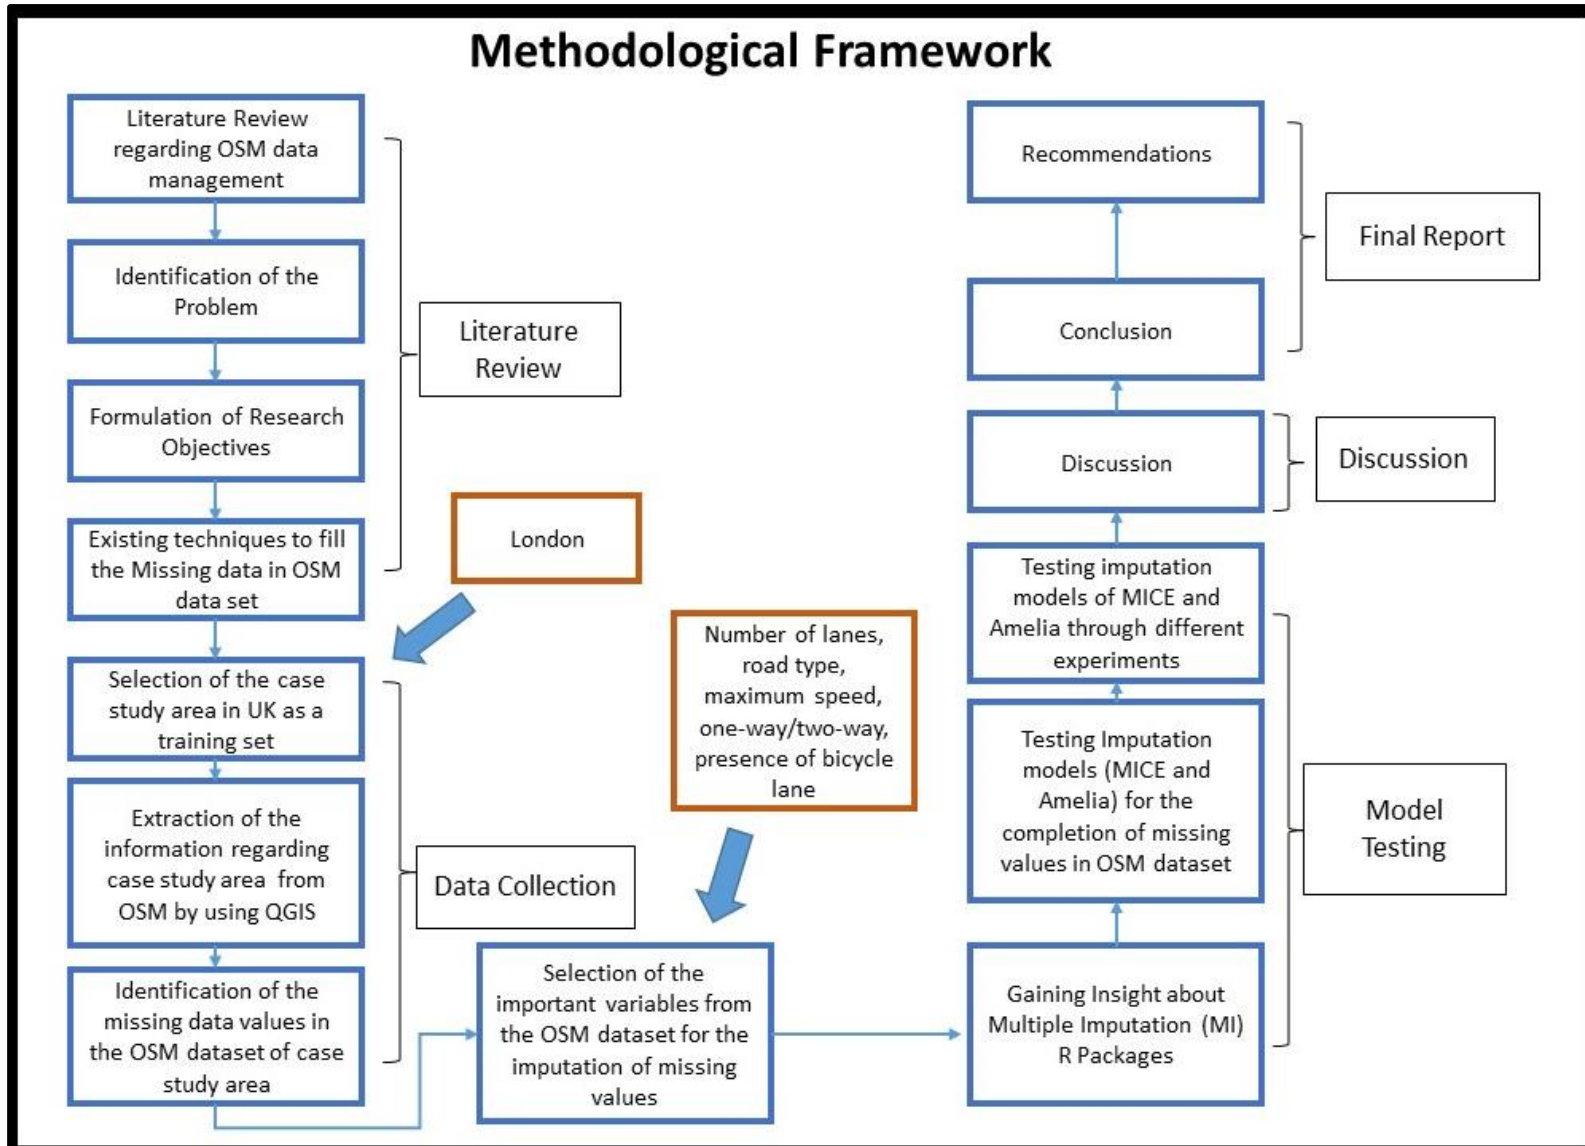 Methodological Framework
Literature Review
regarding OSM data
management
Identification of the
Problem
Formulation of Research
Objectives
Existing techniques to fill
the Missing data in OSM
data set
Literature
Review
London
Selection of the case
study area in UK as a
training set
Extraction of the
information regarding
case study area from
OSM by using QGIS
Identification of the
missing data values in
the OSM dataset of case
study area
Data Collection
Number of lanes,
road type,
maximum speed,
one-way/two-way,
presence of bicycle
lane
Selection of the
important variables from
the OSM dataset for the
imputation of missing
values
Gaining Insight about
Multiple Imputation (MI)
R Packages
Testing Imputation
models (MICE and
Amelia) for the
completion of missing
values in OSM dataset
Testing imputation
models of MICE and
Amelia through different
experiments
Model
Testing
Discussion
Discussion
Conclusion
Recommendations
Final Report